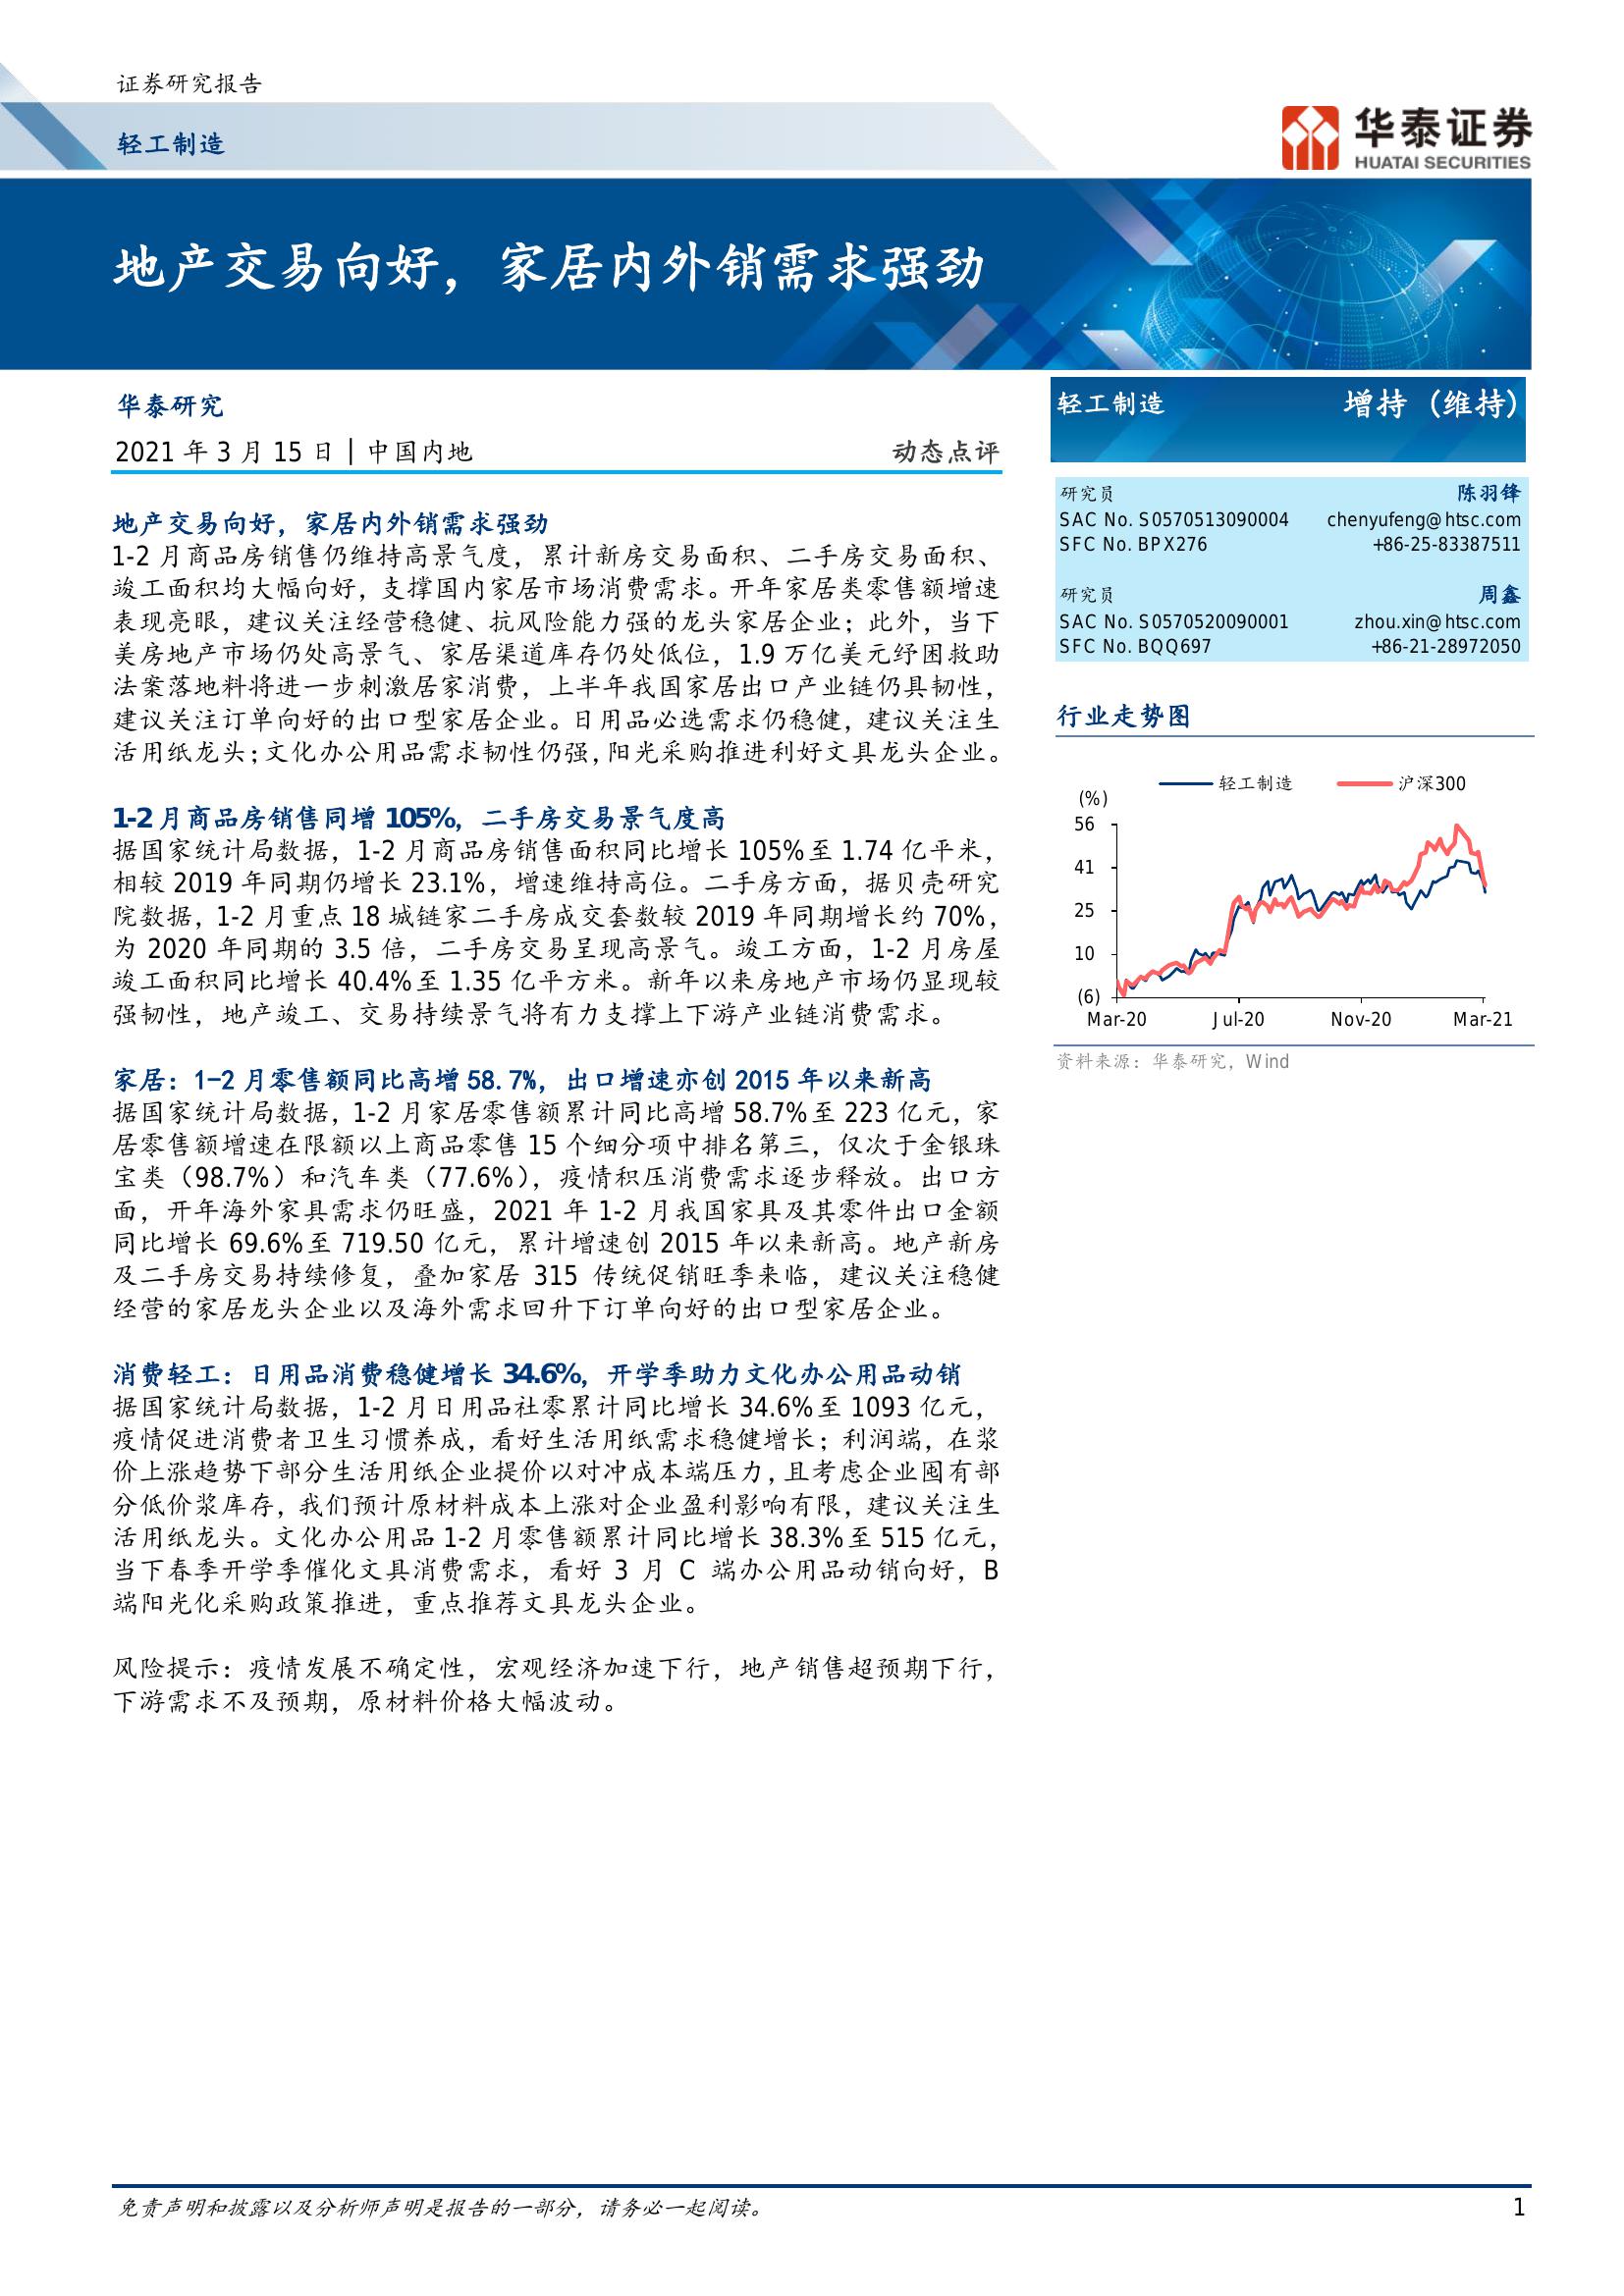 证券研究报告
轻工制造
华泰证券
HUATAI SECURITIES
地产交易向好，家居内外销需求强劲
华泰研究
2021 年 3 月 15 日│中国内地
动态点评
地产交易向好，家居内外销需求强劲
1-2 月商品房销售仍维持高景气度，累计新房交易面积、二手房交易面积、
竣工面积均大幅向好，支撑国内家居市场消费需求。开年家居类零售额增速
表现亮眼，建议关注经营稳健、抗风险能力强的龙头家居企业；此外，当下
美房地产市场仍处高景气、家居渠道库存仍处低位，1.9 万亿美元纾困救助
法案落地料将进一步刺激居家消费，上半年我国家居出口产业链仍具韧性，
建议关注订单向好的出口型家居企业。日用品必选需求仍稳健，建议关注生
活用纸龙头；文化办公用品需求韧性仍强，阳光采购推进利好文具龙头企业。
1-2 月商品房销售同增 105%，二手房交易景气度高
据国家统计局数据，1-2 月商品房销售面积同比增长 105%至 1.74 亿平米，
相较 2019 年同期仍增长 23.1%，增速维持高位。二手房方面，据贝壳研究
院数据，1-2 月重点 18 城链家二手房成交套数较 2019 年同期增长约 70%，
为 2020 年同期的 3.5 倍，二手房交易呈现高景气。竣工方面，1-2 月房屋
竣工面积同比增长 40.4%至 1.35 亿平方米。新年以来房地产市场仍显现较
强韧性，地产竣工、交易持续景气将有力支撑上下游产业链消费需求。
家居：1-2 月零售额同比高增 58.7%，出口增速亦创 2015 年以来新高
据国家统计局数据，1-2 月家居零售额累计同比高增 58.7%至 223 亿元，家
居零售额增速在限额以上商品零售 15 个细分项中排名第三，仅次于金银珠
宝类（98.7%）和汽车类（77.6%），疫情积压消费需求逐步释放。出口方
面，开年海外家具需求仍旺盛，2021 年 1-2 月我国家具及其零件出口金额
同比增长 69.6%至 719.50 亿元，累计增速创 2015 年以来新高。地产新房
及二手房交易持续修复，叠加家居 315 传统促销旺季来临，建议关注稳健
经营的家居龙头企业以及海外需求回升下订单向好的出口型家居企业。
消费轻工：日用品消费稳健增长 34.6%，开学季助力文化办公用品动销
据国家统计局数据，1-2 月日用品社零累计同比增长 34.6%至 1093 亿元，
疫情促进消费者卫生习惯养成，看好生活用纸需求稳健增长；利润端，在浆
价上涨趋势下部分生活用纸企业提价以对冲成本端压力，且考虑企业囤有部
分低价浆库存，我们预计原材料成本上涨对企业盈利影响有限，建议关注生
活用纸龙头。文化办公用品 1-2 月零售额累计同比增长 38.3%至 515 亿元，
当下春季开学季催化文具消费需求，看好 3 月 C 端办公用品动销向好，B
端阳光化采购政策推进，重点推荐文具龙头企业。
风险提示：疫情发展不确定性，宏观经济加速下行，地产销售超预期下行，
下游需求不及预期，原材料价格大幅波动。
轻工制造 增持（维持）
研究员 陈羽锋
SAC No. S0570513090004 chenyufeng@htsc.com
SFC No. BPX276 +86-25-83387511
研究员 周鑫
SAC No. S0570520090001 zhou.xin@htsc.com
SFC No. BQQ697 +86-21-28972050
行业走势图
轻工制造 沪深300
(%)
56
41
25
10
(6)
Mar-20 Jul-20 Nov-20 Mar-21
资料来源：华泰研究，Wind
免责声明和披露以及分析师声明是报告的一部分，请务必一起阅读。
1